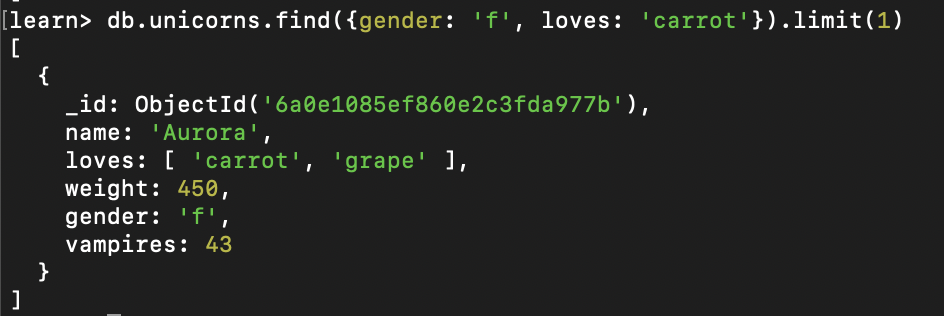 [learn> db.unicorns.find({gender: 'f', loves: 'carrot'}).limit(1)
[
  {
    _id: ObjectId('6a0e1085ef860e2c3fda977b'),
    name: 'Aurora',
    loves: [ 'carrot', 'grape' ],
    weight: 450,
    gender: 'f',
    vampires: 43
  }
]